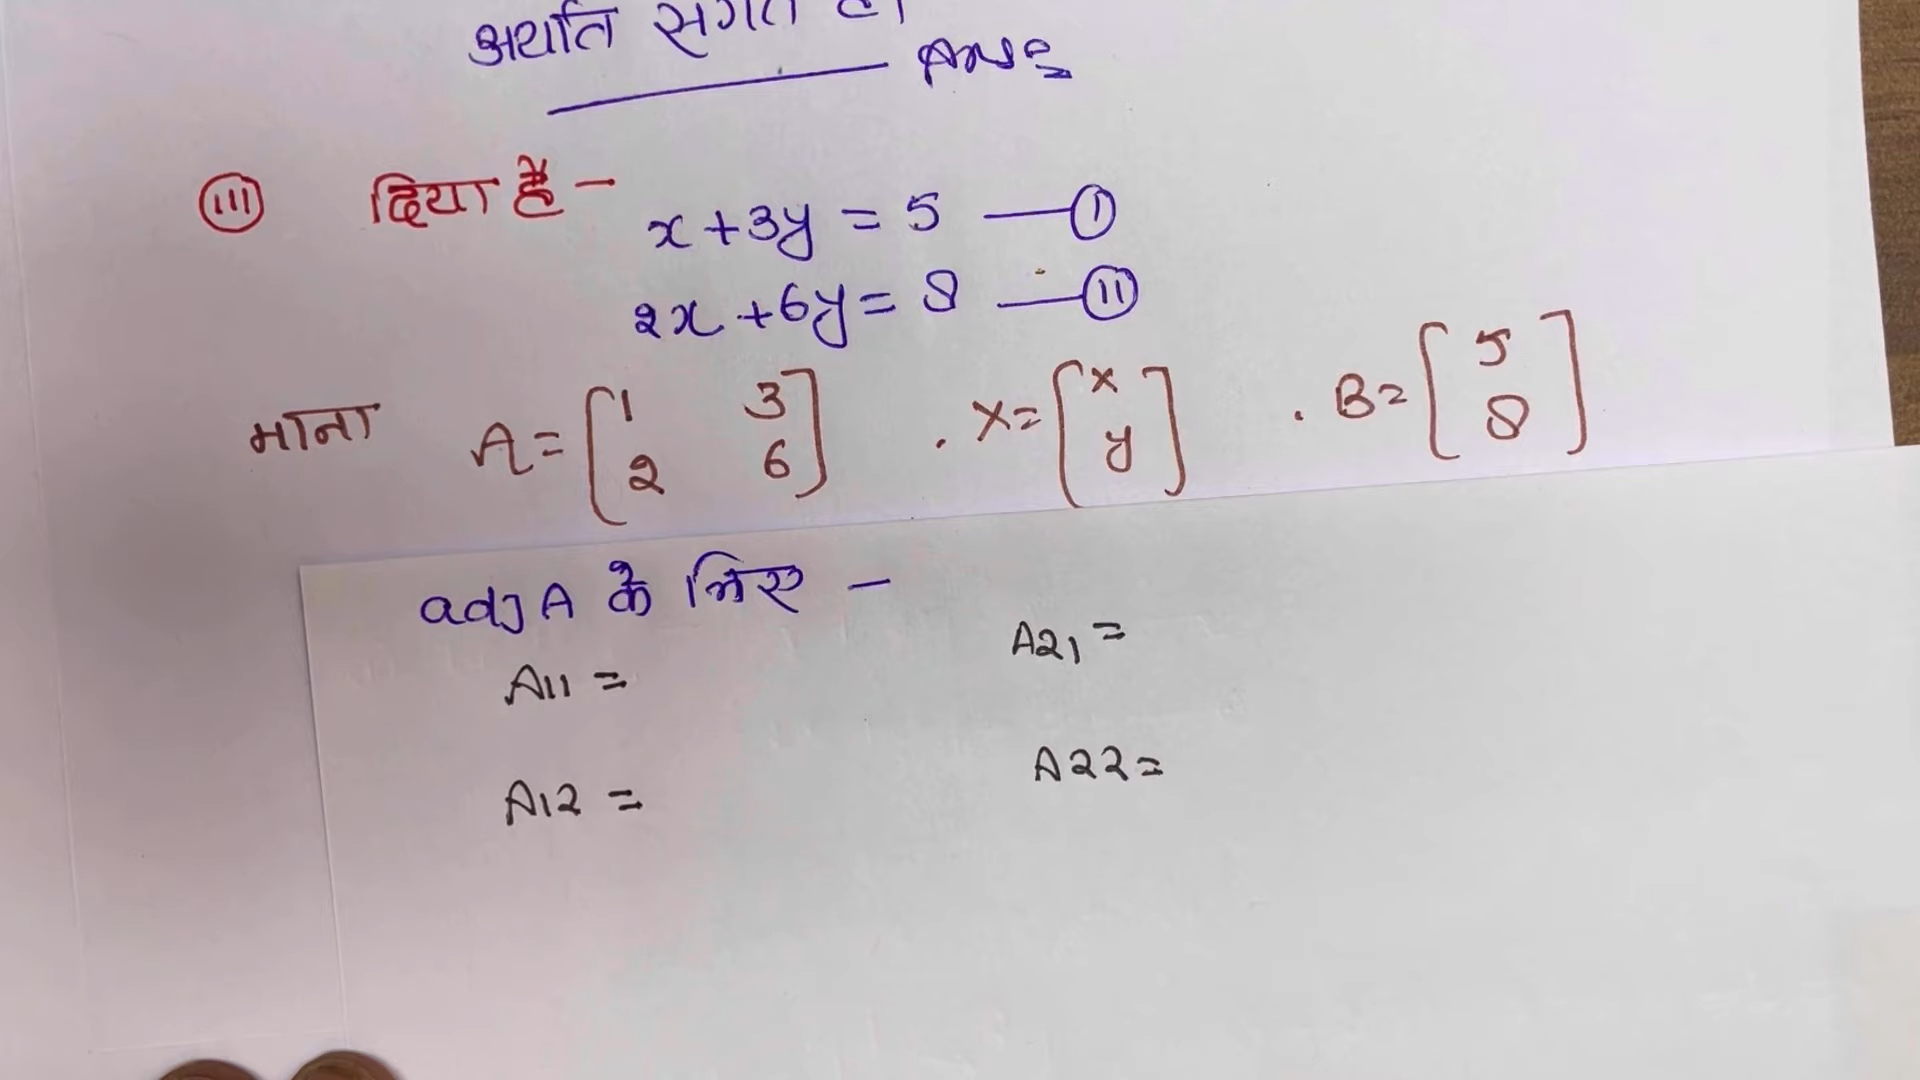 अर्थात संगत है।
Ans
(III) दिया है -
x + 3y = 5 — (I)
2x + 6y = 8 — (II)
माना A = [1 3 2 6] . X = [x y] . B = [5 8]
adj A के लिए -
A11 = A21 =
A12 = A22 =